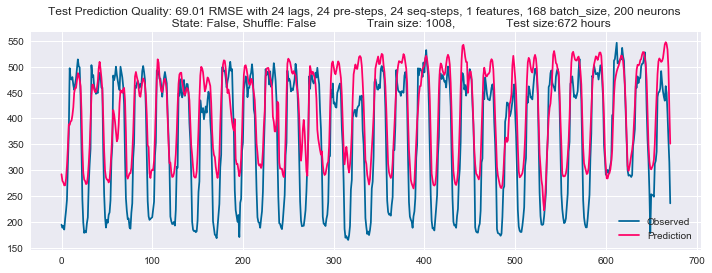 Test Prediction Quality: 69.01 RMSE with 24 lags, 24 pre-steps, 24 seq-steps, 1 features, 168 batch_size, 200 neurons
State: False, Shuffle: False Train size: 1008, Test size:672 hours
550
500
450
400
350
300
250
200
150
0 100 200 300 400 500 600 700
Observed
Prediction